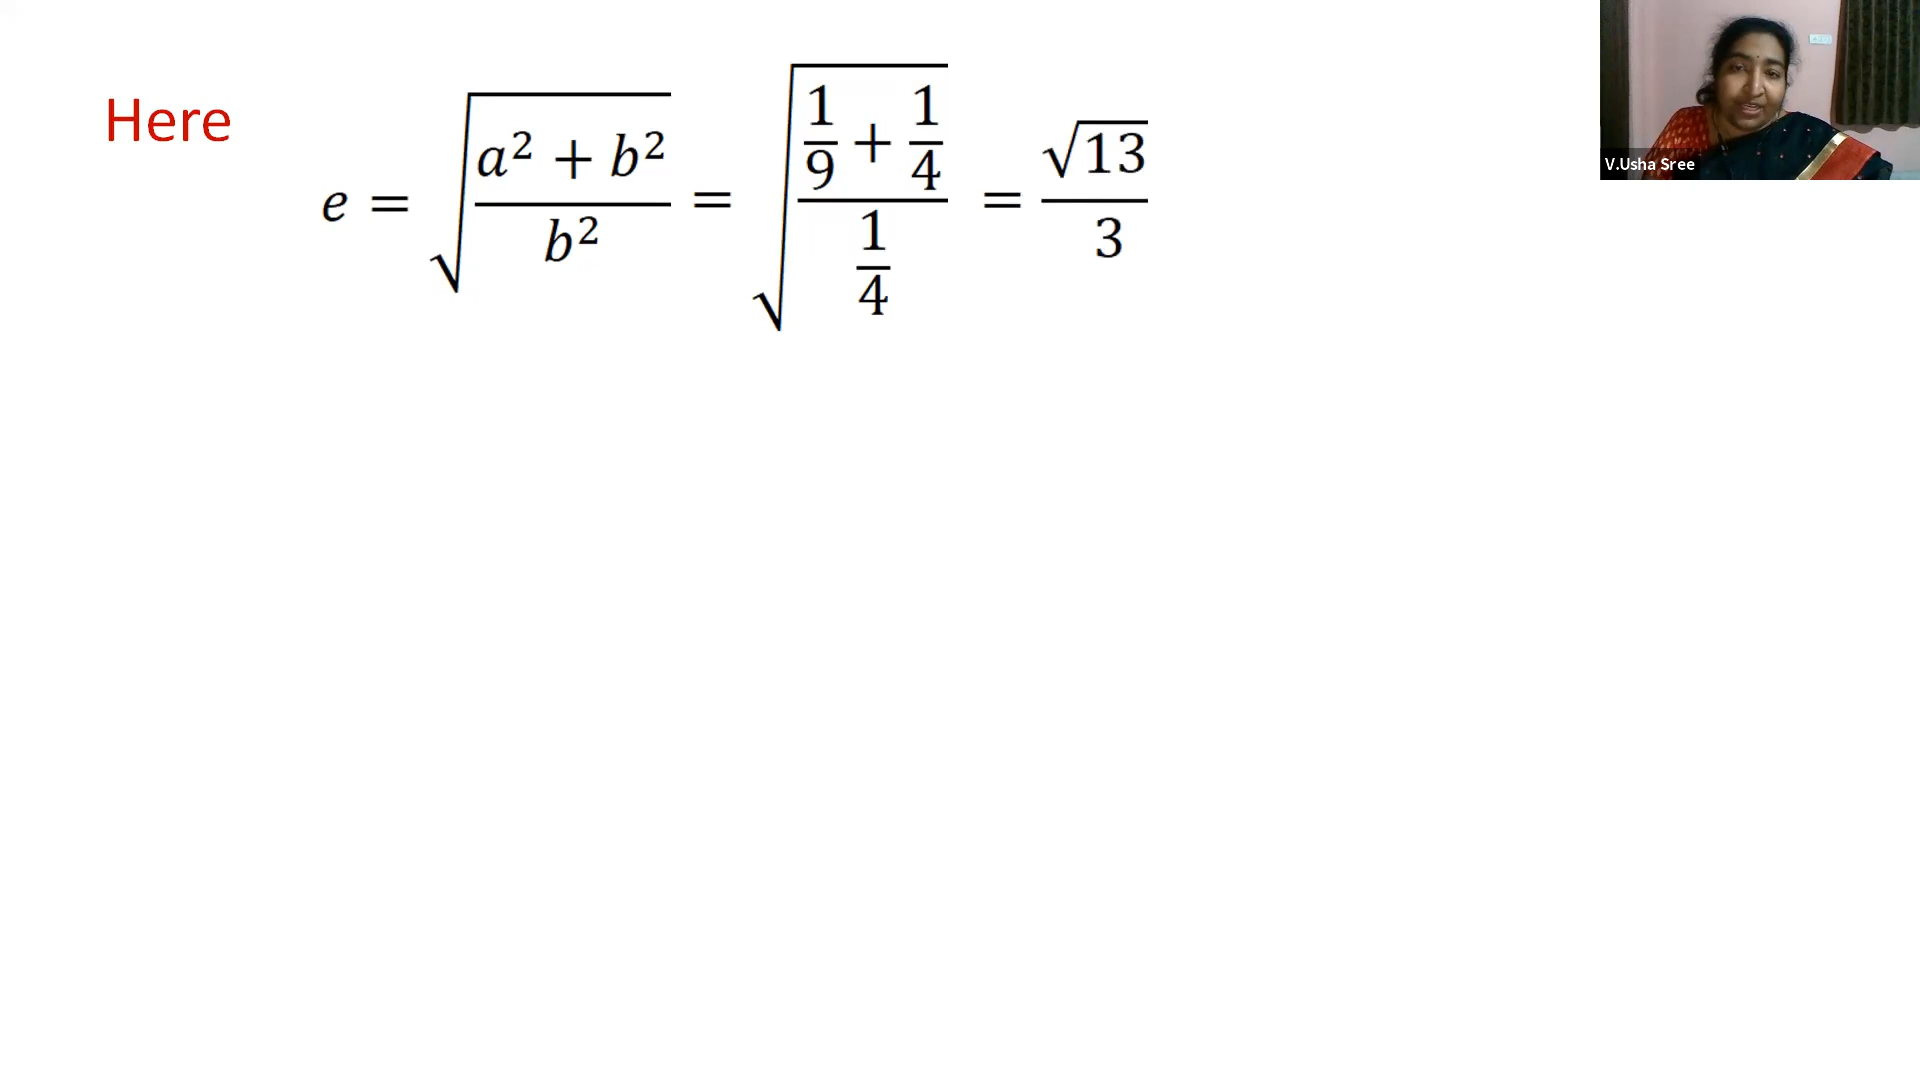 Here
e = √((a² + b²)/b²) = √((1/9 + 1/4)/(1/4)) = √13/3
V.Usha Sree